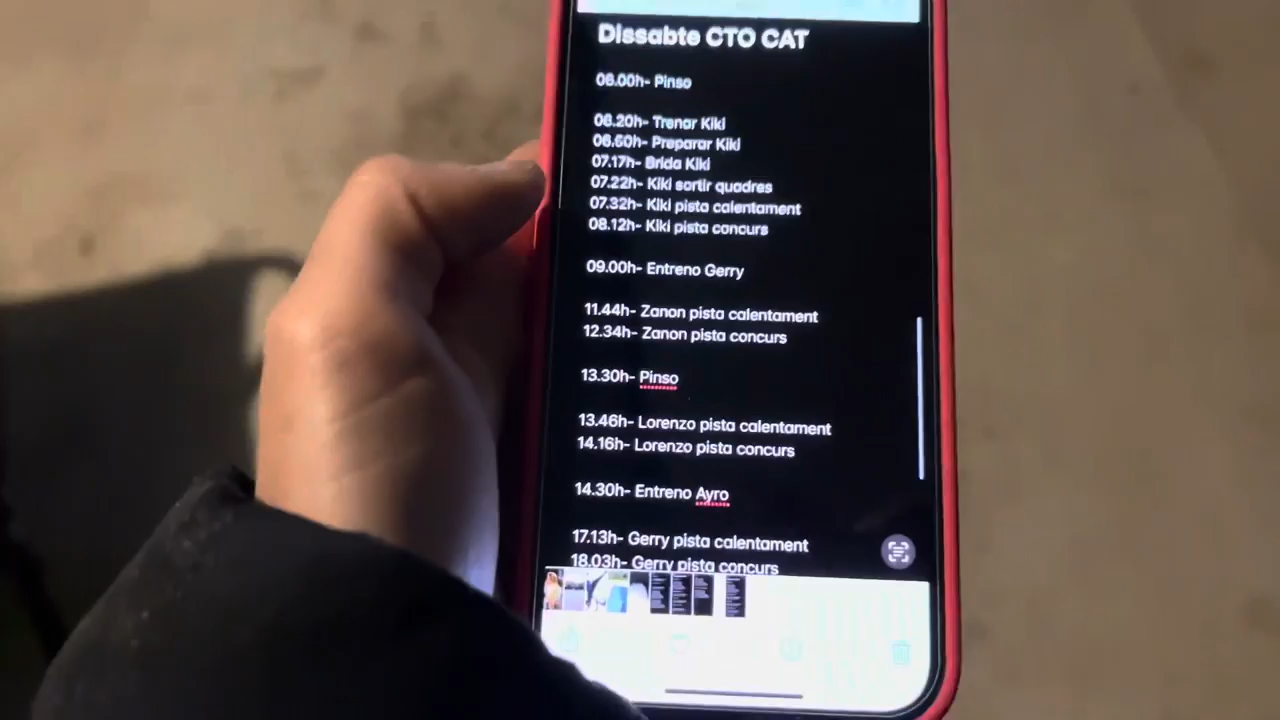 Dissabte CTO CAT
06.00h- Pinso
06.20h- Trenar Kiki
06.50h- Preparar Kiki
07.17h- Brida Kiki
07.22h- Kiki sortir quadres
07.32h- Kiki pista calentament
08.12h- Kiki pista concurs
09.00h- Entreno Gerry
11.44h- Zanon pista calentament
12.34h- Zanon pista concurs
13.30h- Pinso
13.46h- Lorenzo pista calentament
14.16h- Lorenzo pista concurs
14.30h- Entreno Ayro
17.13h- Gerry pista calentament
18.03h- Gerry pista concurs